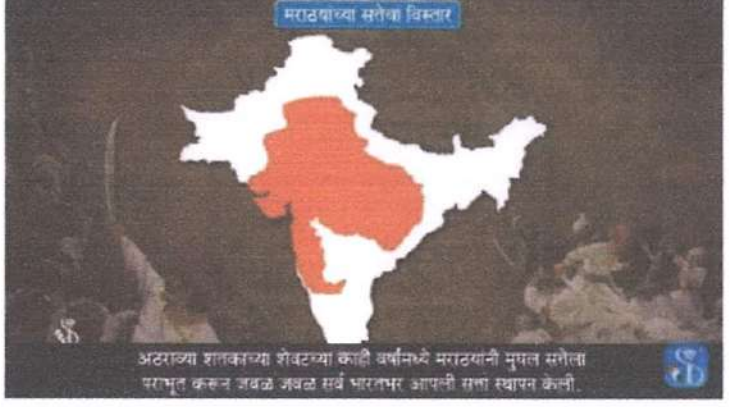 मराठ्यांच्या सत्तेचा विस्तार
अठराव्या शतकाच्या शेवटच्या काही वर्षांमध्ये मराठ्यांनी मुघल सत्तेला
पराभूत करून जवळ जवळ सर्व भारतभर आपली सत्ता स्थापन केली.